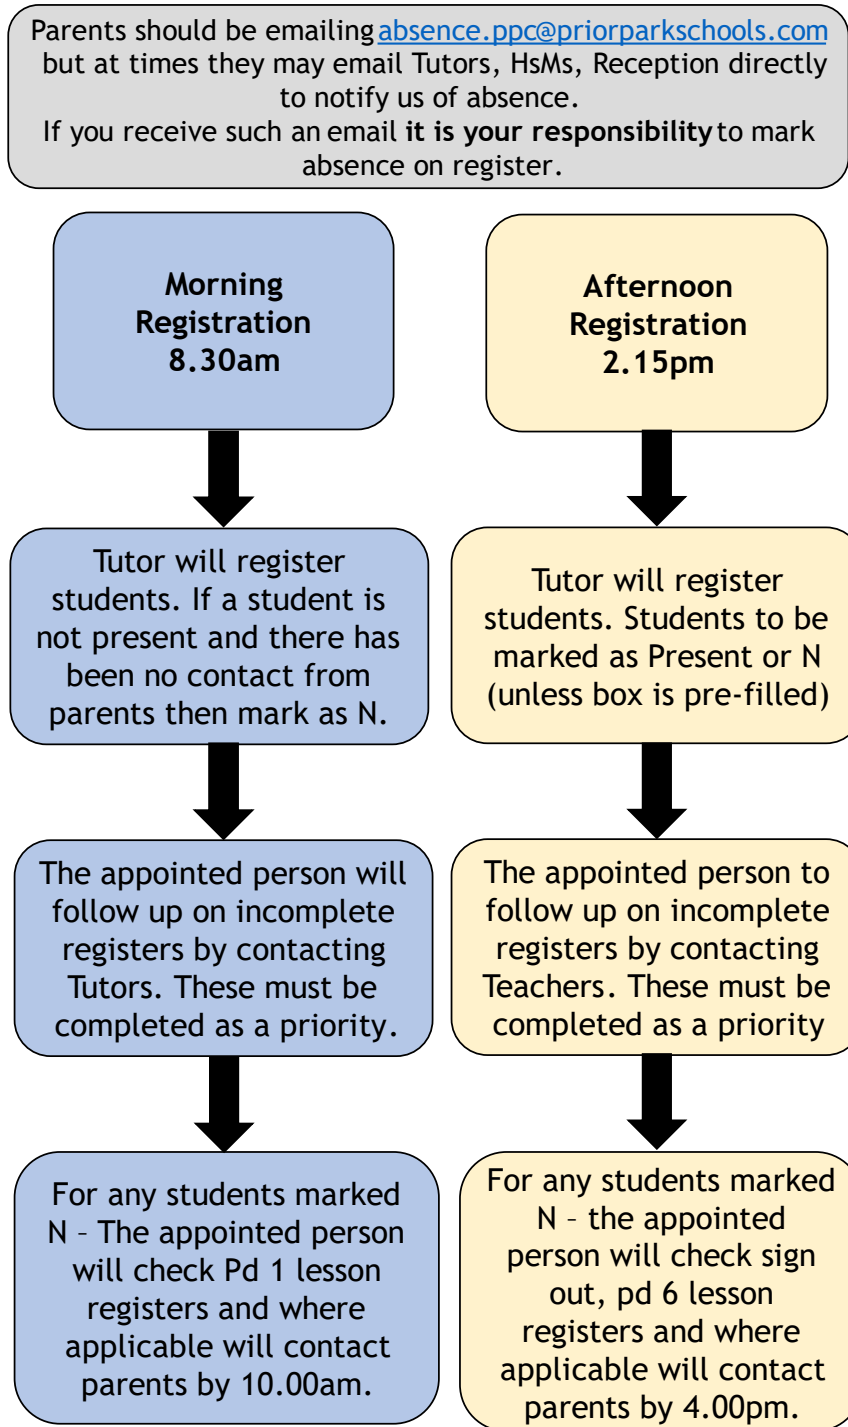 Parents should be emailing absence.ppc@priorparkschools.com
but at times they may email Tutors, HsMs, Reception directly
to notify us of absence.
If you receive such an email it is your responsibility to mark
absence on register.
Morning
Registration
8.30am
Tutor will register
students. If a student is
not present and there has
been no contact from
parents then mark as N.
The appointed person will
follow up on incomplete
registers by contacting
Tutors. These must be
completed as a priority.
For any students marked
N – The appointed person
will check Pd 1 lesson
registers and where
applicable will contact
parents by 10.00am.
Afternoon
Registration
2.15pm
Tutor will register
students. Students to be
marked as Present or N
(unless box is pre-filled)
The appointed person to
follow up on incomplete
registers by contacting
Teachers. These must be
completed as a priority
For any students marked
N – the appointed
person will check sign
out, pd 6 lesson
registers and where
applicable will contact
parents by 4.00pm.